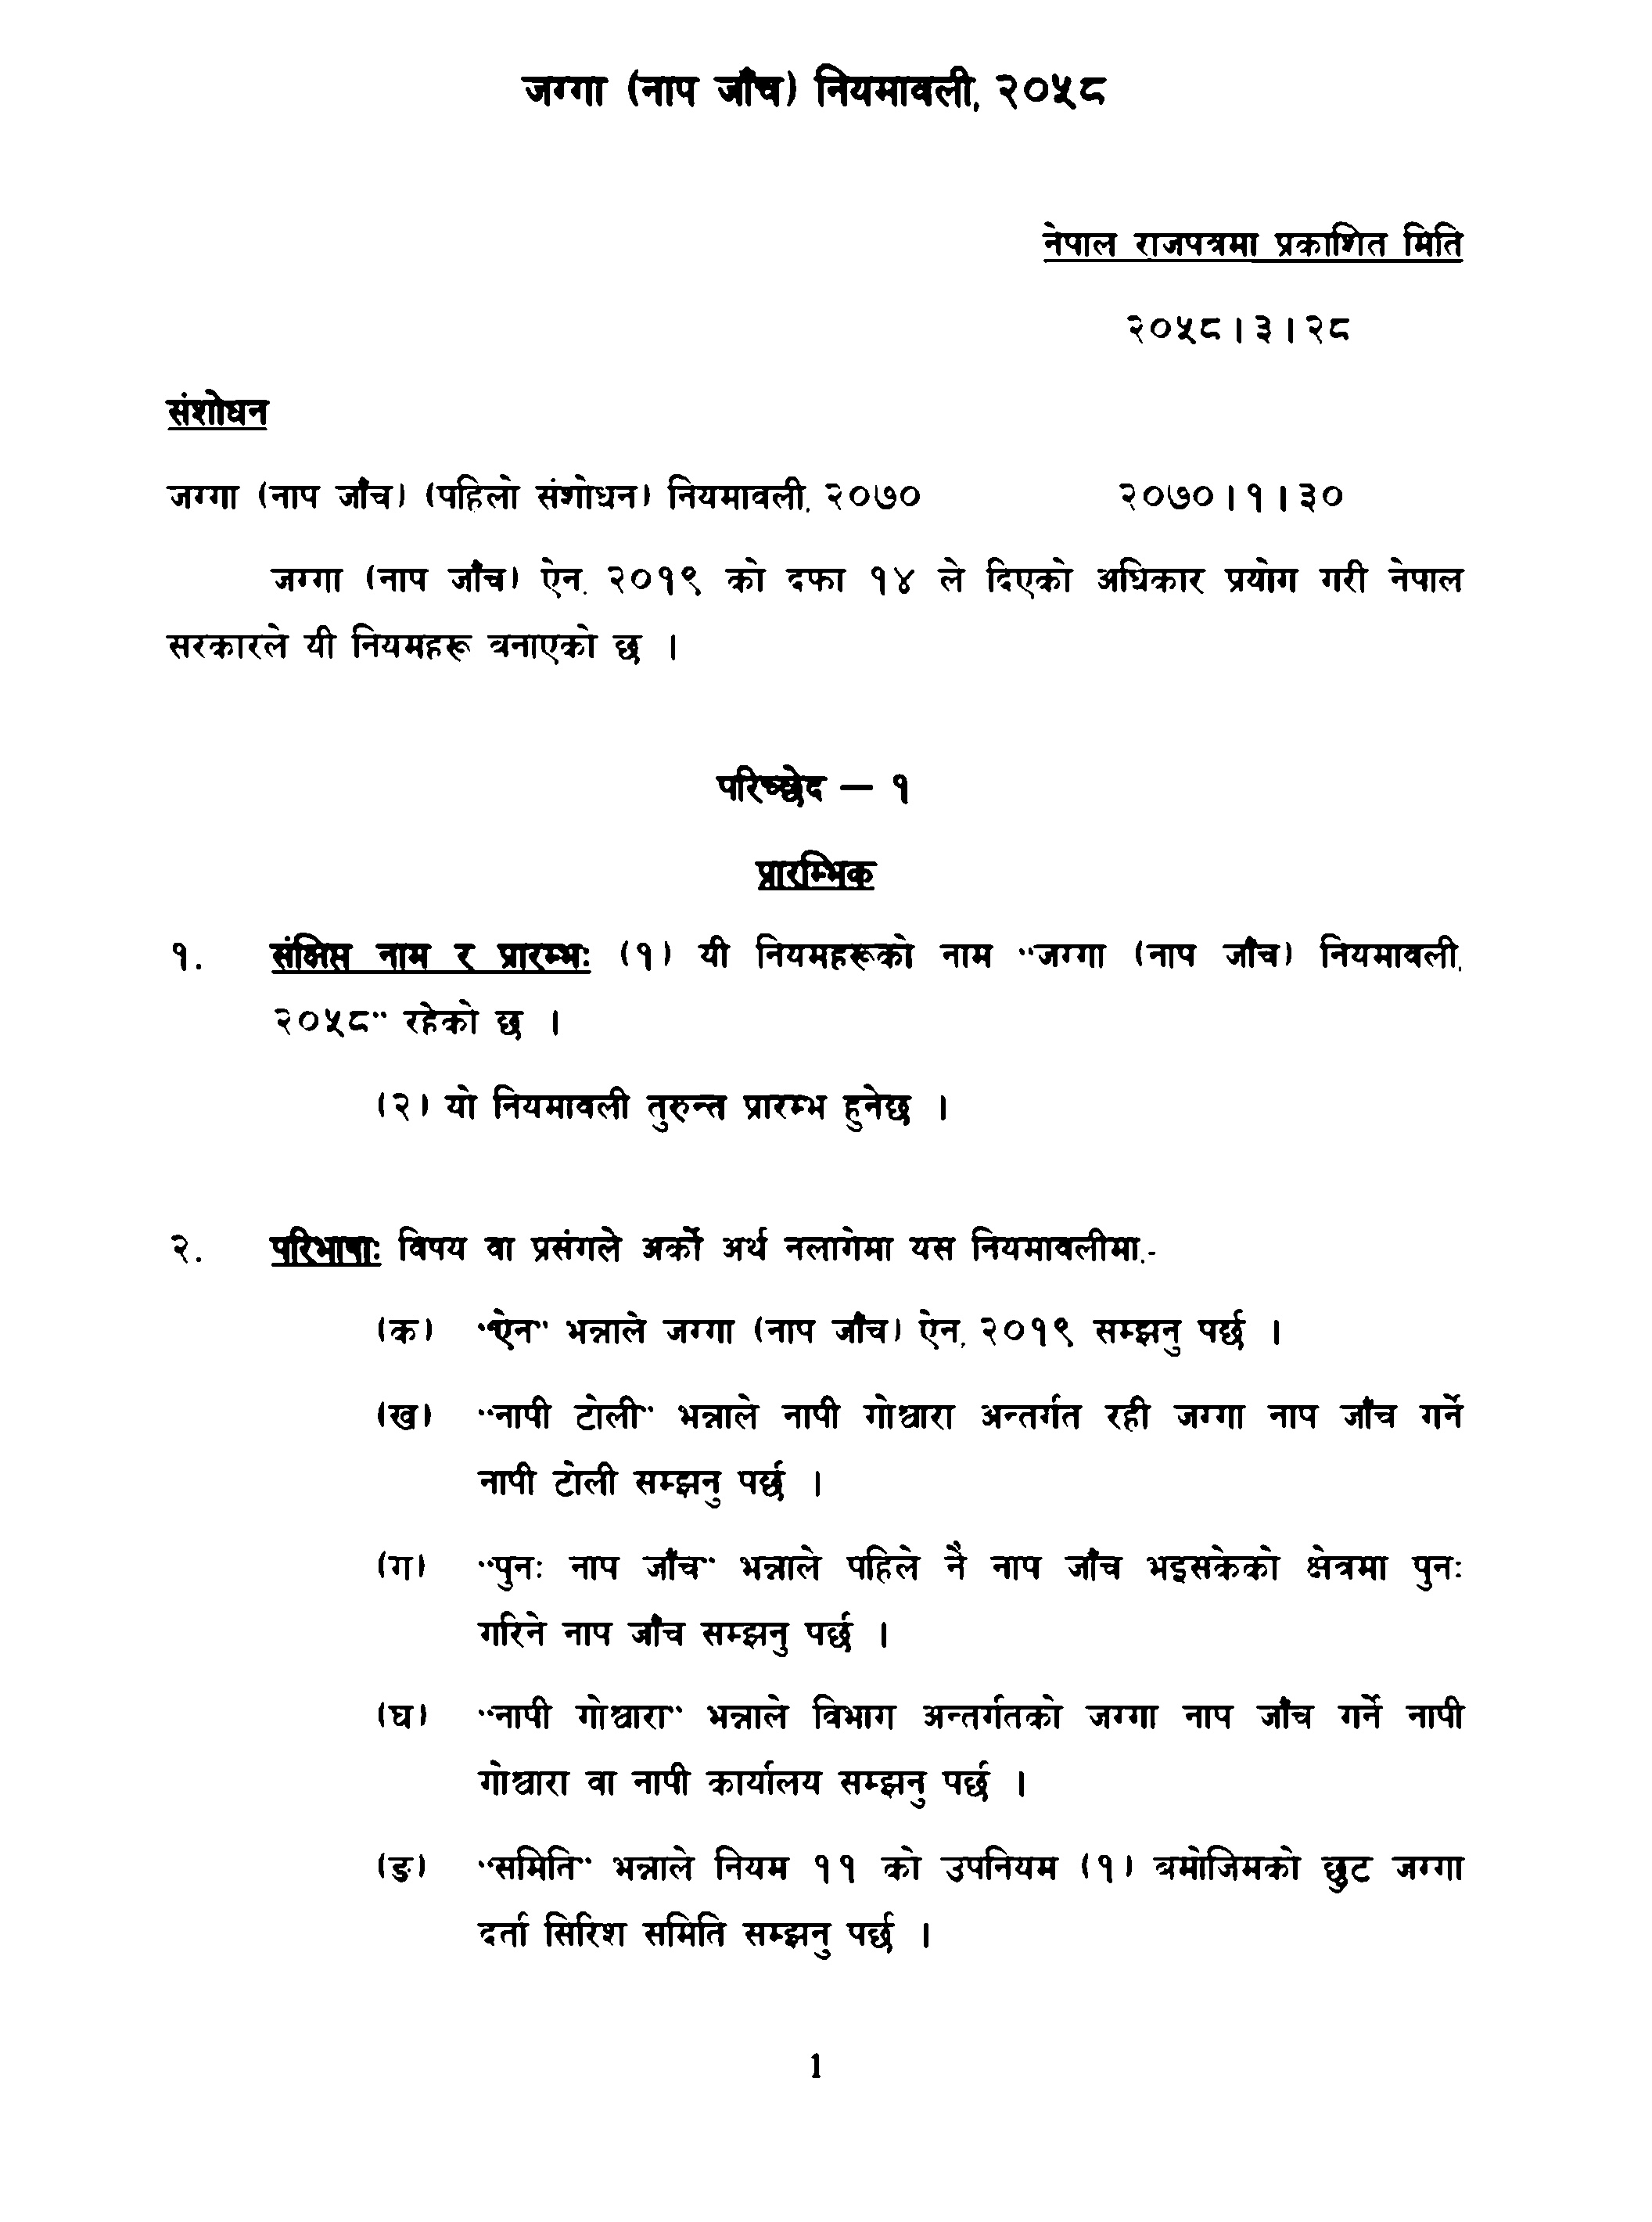 जग्गा (नाप जाँच) नियमावली, २०५८
नेपाल राजपत्रमा प्रकाशित मिति
२०५८।३।२८
संशोधन
जग्गा (नाप जाँच) (पहिलो संशोधन) नियमावली, २०७० २०७०।१।३०
जग्गा (नाप जाँच) ऐन, २०१९ को दफा १४ ले दिएको अधिकार प्रयोग गरी नेपाल
सरकारले यी नियमहरू बनाएको छ ।
परिच्छेद – १
प्रारम्भिक
१. संक्षिप्त नाम र प्रारम्भः (१) यी नियमहरूको नाम "जग्गा (नाप जाँच) नियमावली,
२०५८" रहेको छ ।
(२) यो नियमावली तुरुन्त प्रारम्भ हुनेछ ।
२. परिभाषाः विषय वा प्रसंगले अर्को अर्थ नलागेमा यस नियमावलीमा,-
(क) "ऐन" भन्नाले जग्गा (नाप जाँच) ऐन, २०१९ सम्झनु पर्छ ।
(ख) "नापी टोली" भन्नाले नापी गोश्वारा अन्तर्गत रही जग्गा नाप जाँच गर्ने
नापी टोली सम्झनु पर्छ ।
(ग) "पुनः नाप जाँच" भन्नाले पहिले नै नाप जाँच भइसकेको क्षेत्रमा पुनः
गरिने नाप जाँच सम्झनु पर्छ ।
(घ) "नापी गोश्वारा" भन्नाले विभाग अन्तर्गतको जग्गा नाप जाँच गर्ने नापी
गोश्वारा वा नापी कार्यालय सम्झनु पर्छ ।
(ङ) "समिति" भन्नाले नियम ११ को उपनियम (१) बमोजिमको छुट जग्गा
दर्ता सिरिश समिति सम्झनु पर्छ ।
1